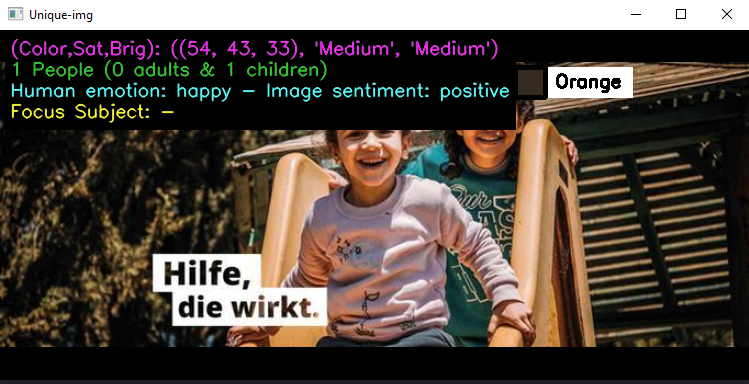 Unique-img
(Color,Sat,Brig): ((54, 43, 33), 'Medium', 'Medium')
1 People (0 adults & 1 children)
Human emotion: happy - Image sentiment: positive
Focus Subject: -
Orange
Our
Hilfe,
die wirkt.